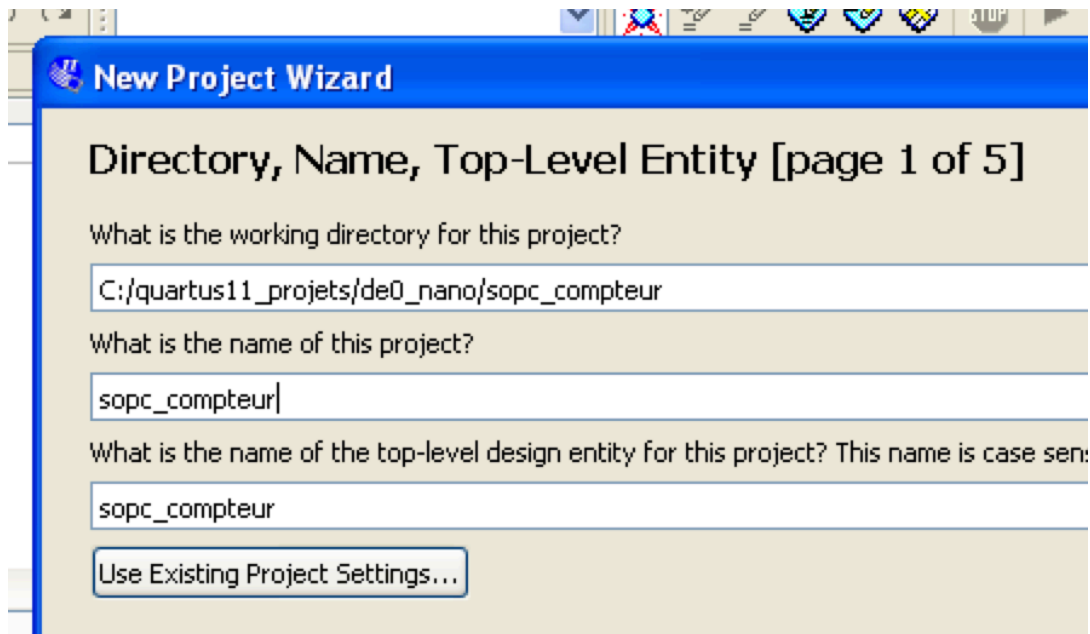 STOP
New Project Wizard
Directory, Name, Top-Level Entity [page 1 of 5]
What is the working directory for this project?
C:/quartus11_projets/de0_nano/sopc_compteur
What is the name of this project?
sopc_compteur
What is the name of the top-level design entity for this project? This name is case sens
sopc_compteur
Use Existing Project Settings...